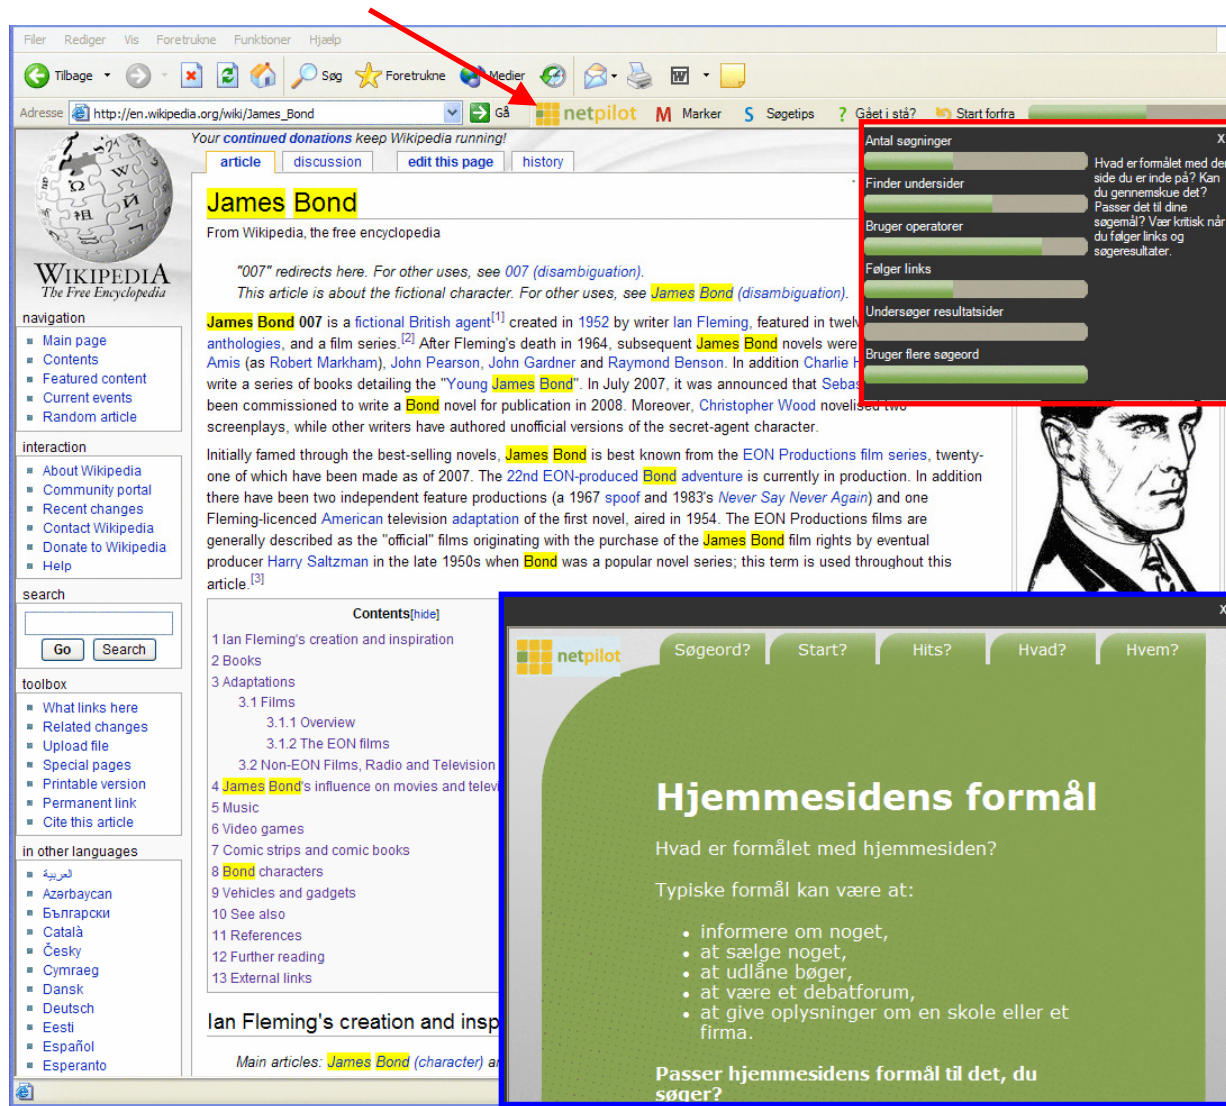 Filer Rediger Vis Foretrukne Funktioner Hjælp
Tilbage Søg Foretrukne Medier
Adresse http://en.wikipedia.org/wiki/James_Bond Gå netpilot M Marker S Søgetips ? Gået i stå? Start forfra
Your continued donations keep Wikipedia running!
article discussion edit this page history
James Bond
From Wikipedia, the free encyclopedia
"007" redirects here. For other uses, see 007 (disambiguation).
This article is about the fictional character. For other uses, see James Bond (disambiguation).
James Bond 007 is a fictional British agent[1] created in 1952 by writer Ian Fleming, featured in
anthologies, and a film series.[2] After Fleming's death in 1964, subsequent James Bond novels were
Amis (as Robert Markham), John Pearson, John Gardner and Raymond Benson. In addition Charlie
write a series of books detailing the "Young James Bond". In July 2007, it was announced that
been commissioned to write a Bond novel for publication in 2008. Moreover, Christopher Wood novelised two
screenplays, while other writers have authored unofficial versions of the secret-agent character.
Initially famed through the best-selling novels, James Bond is best known from the EON Productions film series, twenty-
one of which have been made as of 2007. The 22nd EON-produced Bond adventure is currently in production. In addition
there have been two independent feature productions (a 1967 spoof and 1983's Never Say Never Again) and one
Fleming-licenced American television adaptation of the first novel, aired in 1954. The EON Productions films are
generally described as the "official" films originating with the purchase of the James Bond film rights by eventual
producer Harry Saltzman in the late 1950s when Bond was a popular novel series; this term is used throughout this
article.[3]
Contents[hide]
1 Ian Fleming's creation and inspiration
2 Books
3 Adaptations
3.1 Films
3.1.1 Overview
3.1.2 The EON films
3.2 Non-EON Films, Radio and Television
4 James Bond's influence on movies and
5 Music
6 Video games
7 Comic strips and comic books
8 Bond characters
9 Vehicles and gadgets
10 See also
11 References
12 Further reading
13 External links
Ian Fleming's creation and
Main articles: James Bond (character)
WIKIPEDIA
The Free Encyclopedia
navigation
Main page
Contents
Featured content
Current events
Random article
interaction
About Wikipedia
Community portal
Recent changes
Contact Wikipedia
Donate to Wikipedia
Help
search
Go Search
toolbox
What links here
Related changes
Upload file
Special pages
Printable version
Permanent link
Cite this article
in other languages
العربية
Azərbaycan
Български
Català
Česky
Cymraeg
Dansk
Deutsch
Eesti
Español
Esperanto
Antal søgninger X
Finder undersider
Bruger operatorer
Følger links
Undersøger resultatsider
Bruger flere søgeord
Hvad er formålet med den
side du er inde på? Kan
du gennemskue det?
Passer det til dine
søgemål? Vær kritisk når
du følger links og
søgeresultater.
X
netpilot Søgeord? Start? Hits? Hvad? Hvem?
Hjemmesidens formål
Hvad er formålet med hjemmesiden?
Typiske formål kan være at:
informere om noget,
at sælge noget,
at udlåne bøger,
at være et debatforum,
at give oplysninger om en skole eller et
firma.
Passer hjemmesidens formål til det, du
søger?